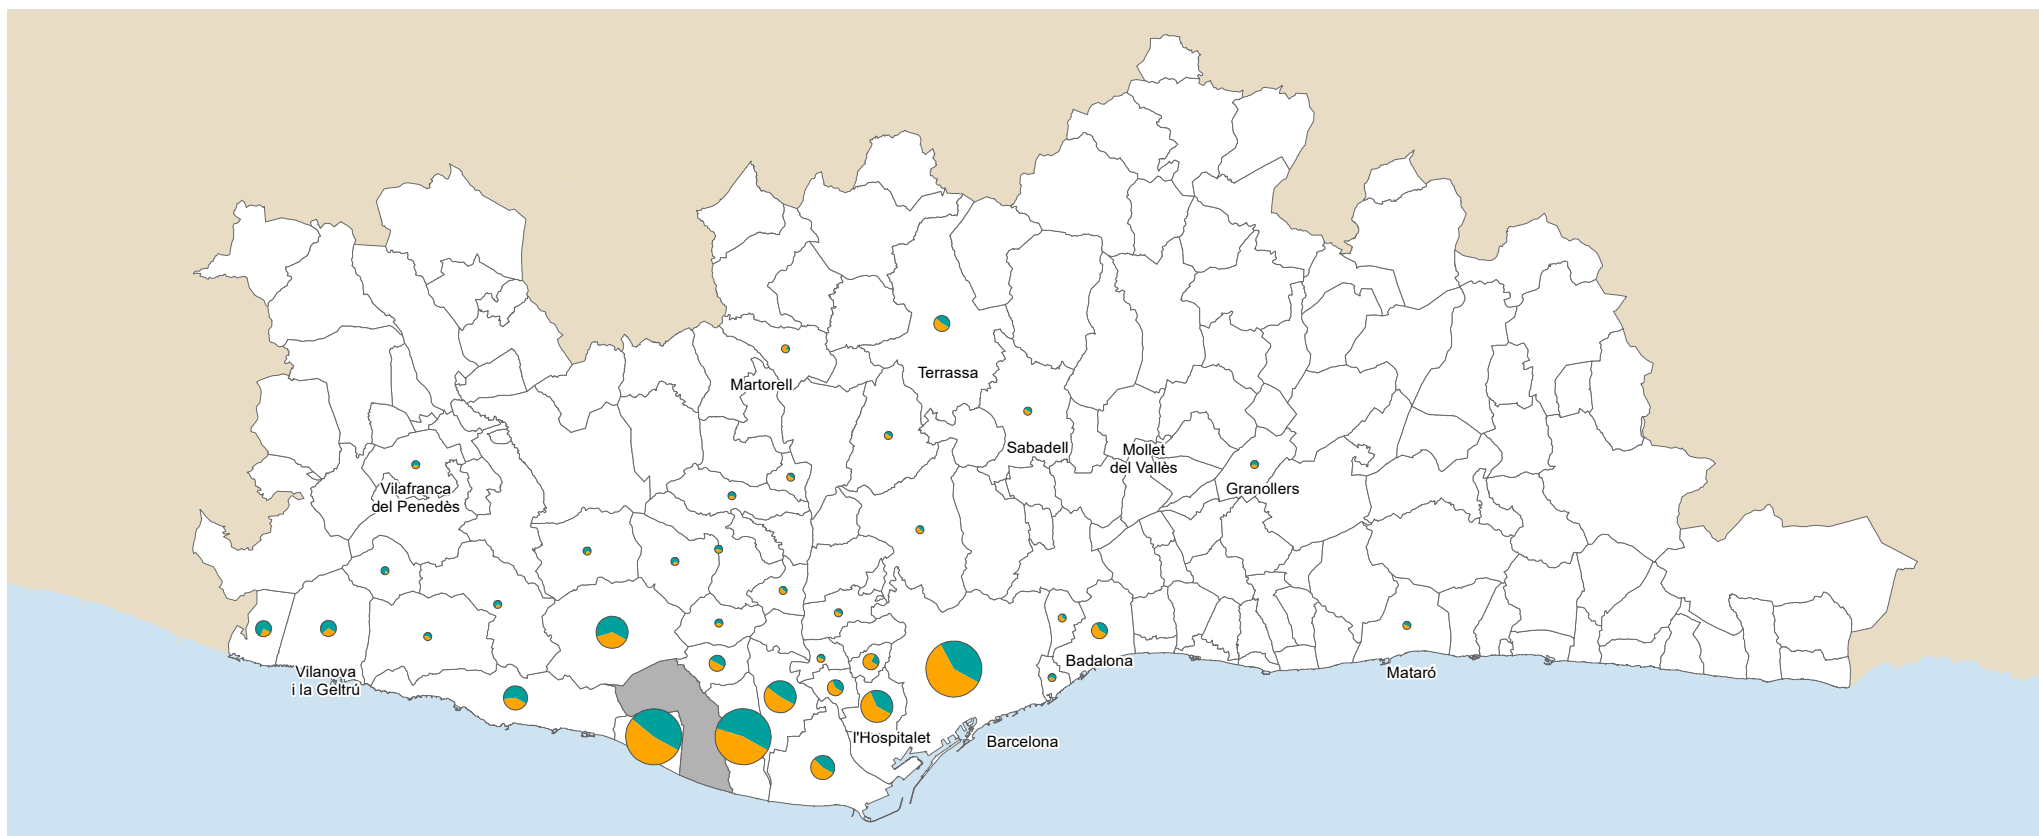 Terrassa
Martorell
Sabadell
Mollet
del Vallès
Vilafranca
del Penedès
Granollers
Badalona
Vilanova
i la Geltrú
Mataró
l'Hospitalet
Barcelona